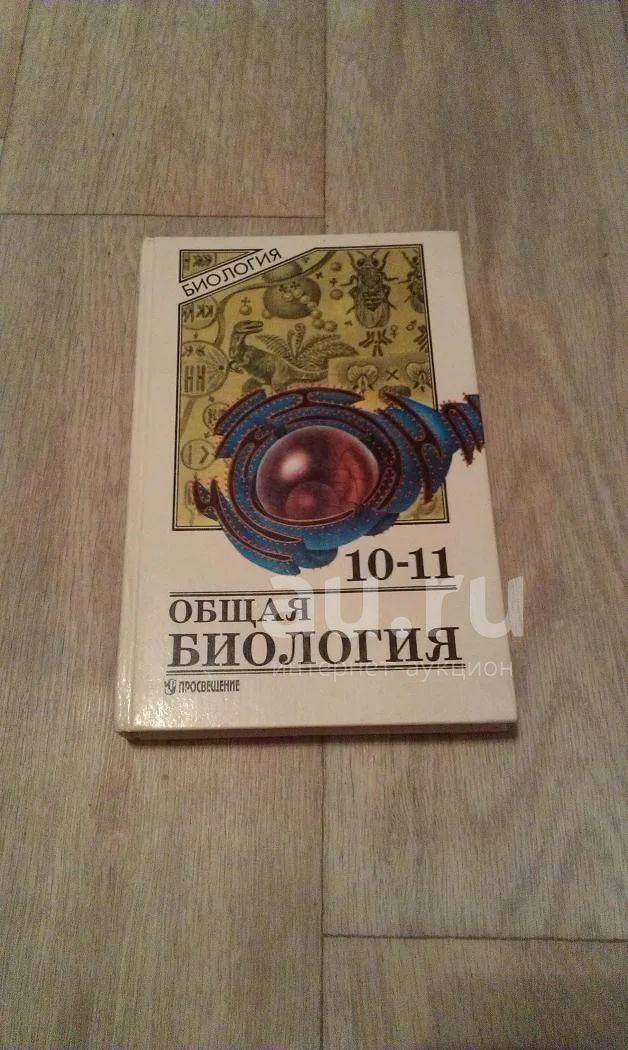 БИОЛОГИЯ
10-11
ОБЩАЯ
БИОЛОГИЯ
ПРОСВЕЩЕНИЕ
au.ru
интернет-аукцион